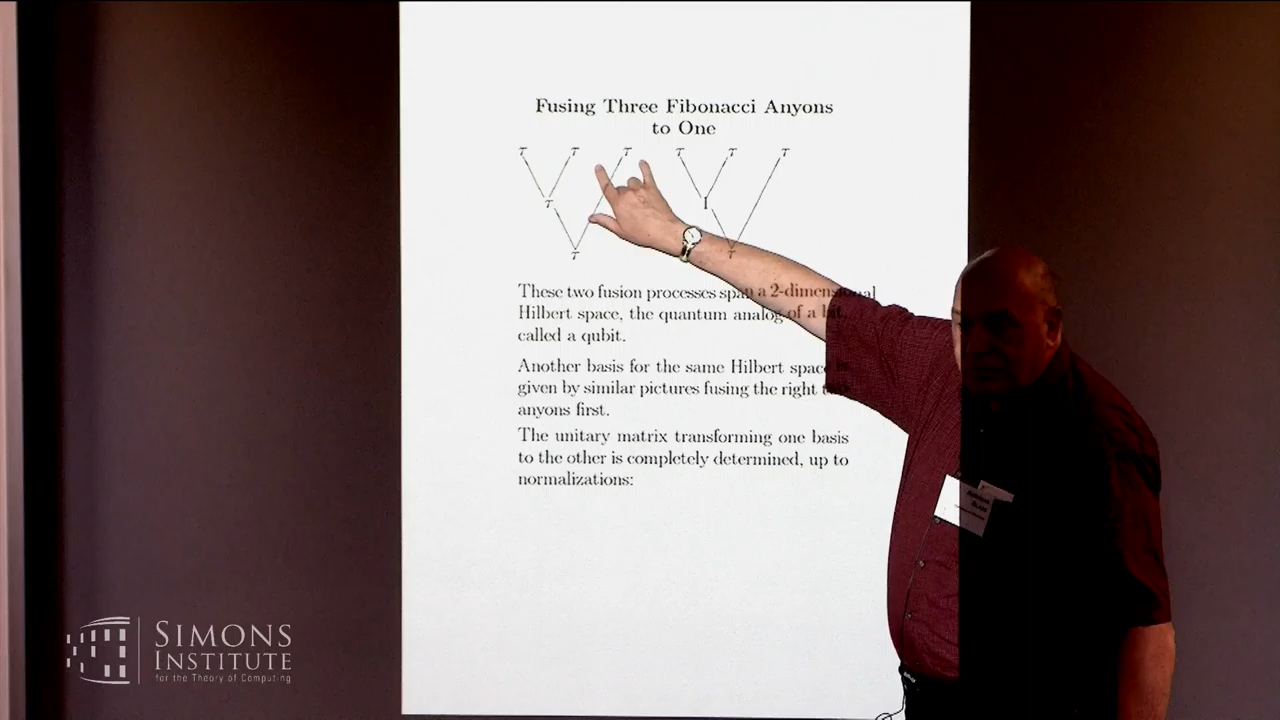 Fusing Three Fibonacci Anyons
to One
τ τ τ τ τ τ
τ 1
τ τ
These two fusion processes span a 2-dimensional
Hilbert space, the quantum analog of a bit,
called a qubit.
Another basis for the same Hilbert space
given by similar pictures fusing the right
anyons first.
The unitary matrix transforming one basis
to the other is completely determined, up to
normalizations:
SIMONS
INSTITUTE
for the Theory of Computing